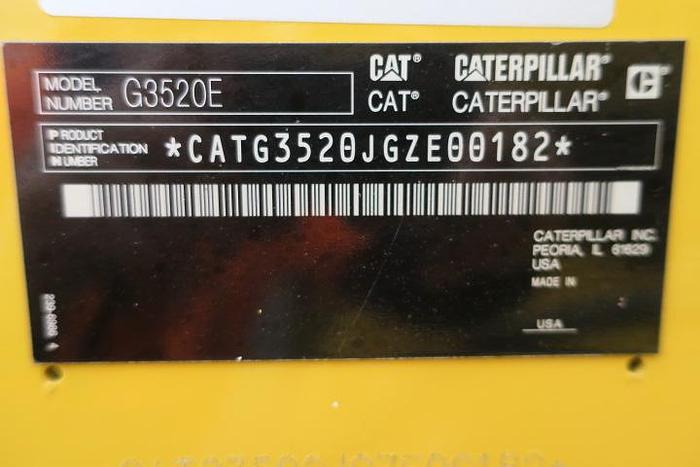 CAT® CATERPILLAR®
MODEL NUMBER G3520E
CAT® CATERPILLAR®
PRODUCT IDENTIFICATION NUMBER *CATG3520JGZE00182*
CATERPILLAR INC.
PEORIA, IL 61629
USA
MADE IN
USA